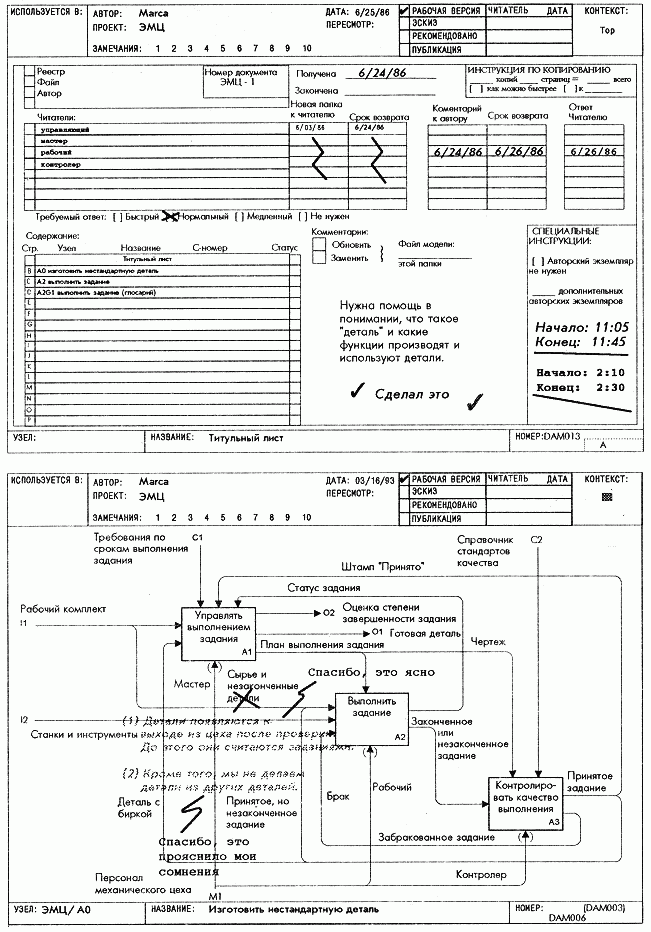 ИСПОЛЬЗУЕТСЯ В: АВТОР: Marca ДАТА: 6/25/86 РАБОЧАЯ ВЕРСИЯ ЧИТАТЕЛЬ ДАТА КОНТЕКСТ:
ПРОЕКТ: ЭМЦ ПЕРЕСМОТР: ЭСКИЗ Top
РЕКОМЕНДОВАНО
ЗАМЕЧАНИЯ: 1 2 3 4 5 6 7 8 9 10 ПУБЛИКАЦИЯ
Реестр
Файл
Автор
Номер документа
ЭМЦ - 1
Получена 6/24/86
Закончена
ИНСТРУКЦИЯ ПО КОПИРОВАНИЮ
копий страниц = всего
[ ] как можно быстрее [ ] к
Читатели:
Новая папка
к читателю
Срок возврата
Коментарий
к автору
Срок возврата
Ответ
Читателю
управляющий 6/03/86 6/24/86
мастер
рабочий 6/24/86 6/26/86 6/26/86
контролер
Требуемый ответ: [ ] Быстрый Нормальный [ ] Медленный [ ] Не нужен
Содержание:
Стр. Узел Название С-номер Статус
Титульный лист
B A0 изготовить нестандартную деталь
C A2 выполнить задание
D A2G1 выполнить задание (глосарий)
E
F
G
H
I
J
K
L
M
N
O
P
Комментарии:
Обновить
Заменить
Файл модели:
этой папки
СПЕЦИАЛЬНЫЕ
ИНСТРУКЦИИ:
[ ] Авторский экземпляр
не нужен
дополнительных
авторских экземпляров
Нужна помощь в
понимании, что такое
"деталь" и какие
функции производят и
используют детали.
Сделал это
Начало: 11:05
Конец: 11:45
Начало: 2:10
Конец: 2:30
УЗЕЛ: НАЗВАНИЕ: Титульный лист НОМЕР: DAM013
A
ИСПОЛЬЗУЕТСЯ В: АВТОР: Marca ДАТА: 03/16/93 РАБОЧАЯ ВЕРСИЯ ЧИТАТЕЛЬ ДАТА КОНТЕКСТ:
ПРОЕКТ: ЭМЦ ПЕРЕСМОТР: ЭСКИЗ
РЕКОМЕНДОВАНО
ЗАМЕЧАНИЯ: 1 2 3 4 5 6 7 8 9 10 ПУБЛИКАЦИЯ
Требования по
срокам выполнения
задания
C1
Справочник
стандартов
качества
C2
Штамп "Принято"
Статус задания
Рабочий комплект
I1
Управлять
выполнением
задания
A1
O2 Оценка степени
завершенности задания
O1 Готовая деталь
План выполнения задания
Чертеж
Мастер
Сырье и
незаконченные
детали
Спасибо, это ясно
Выполнить
задание
A2
I2
Станки и инструменты
(1) Детали появляются к
выходе из цеха после проверки.
До этого они считаются заданиями.
Законченное
или
незаконченное
задание
(2) Кроме того, мы не делаем
детали из других деталей.
Контролиро-
вать качество
выполнения
A3
Принятое
задание
Деталь с
биркой
Принятое, но
незаконченное
задание
Брак
Рабочий
Забракованное задание
Спасибо, это
прояснило мои
сомнения
Персонал
механического цеха
M1
Контролер
УЗЕЛ: ЭМЦ/ A0 НАЗВАНИЕ: Изготовить нестандартную деталь НОМЕР: (DAM003)
DAM006